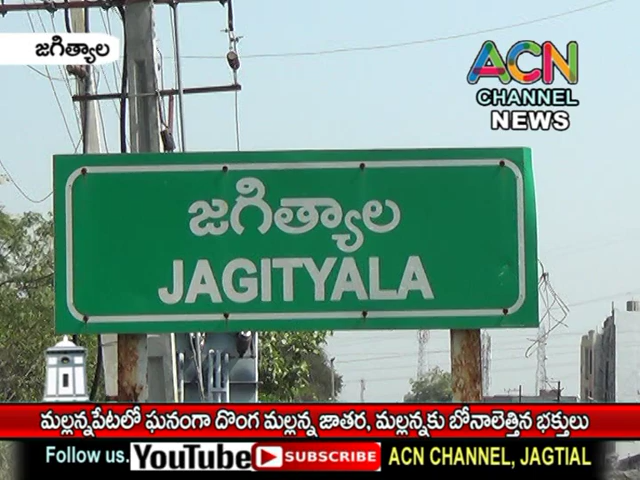 జగిత్యాల
ACN
CHANNEL
NEWS
జగిత్యాల
JAGITYALA
మల్లన్నపేటలో ఘనంగా దొంగ మల్లన్న జాతర, మల్లన్నకు బోనాలెత్తిన భక్తులు
Follow us. YouTube SUBSCRIBE ACN CHANNEL, JAGTIAL